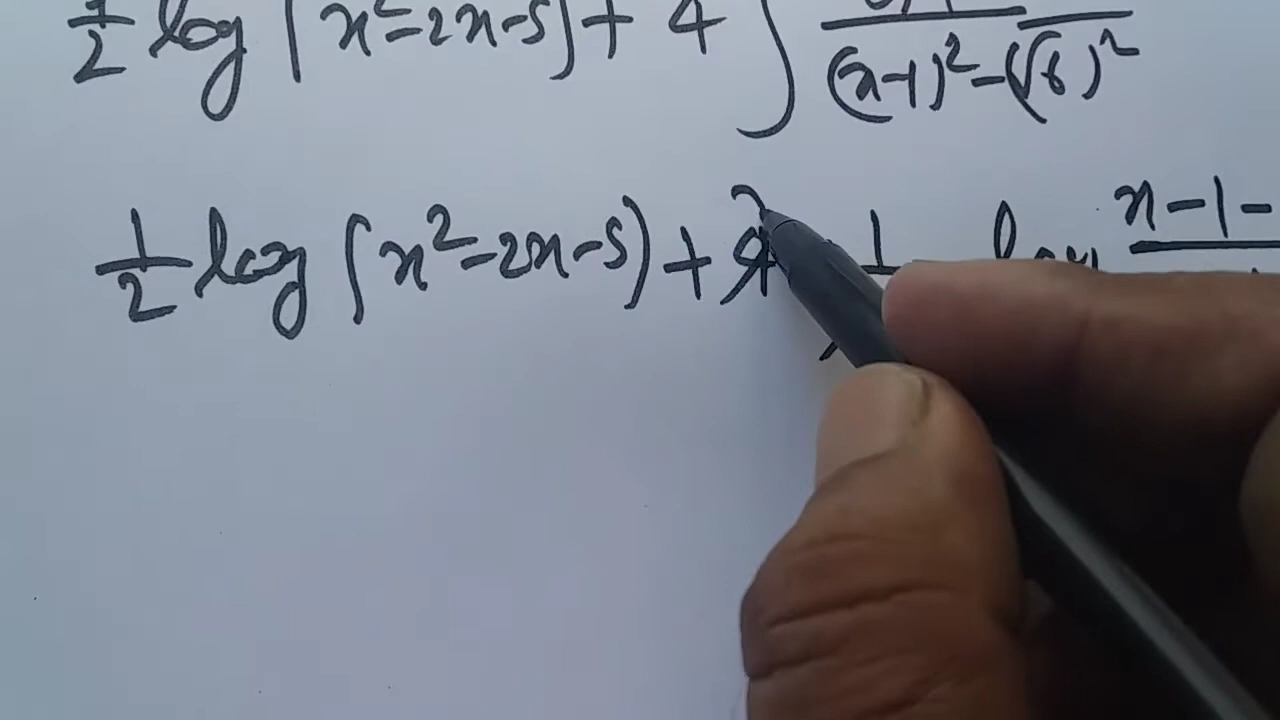 1/2 log(x²-2x-5) + 4 ∫ / (x-1)²-(√6)²
1/2 log(x²-2x-5) + 4 2 1 log x-1-